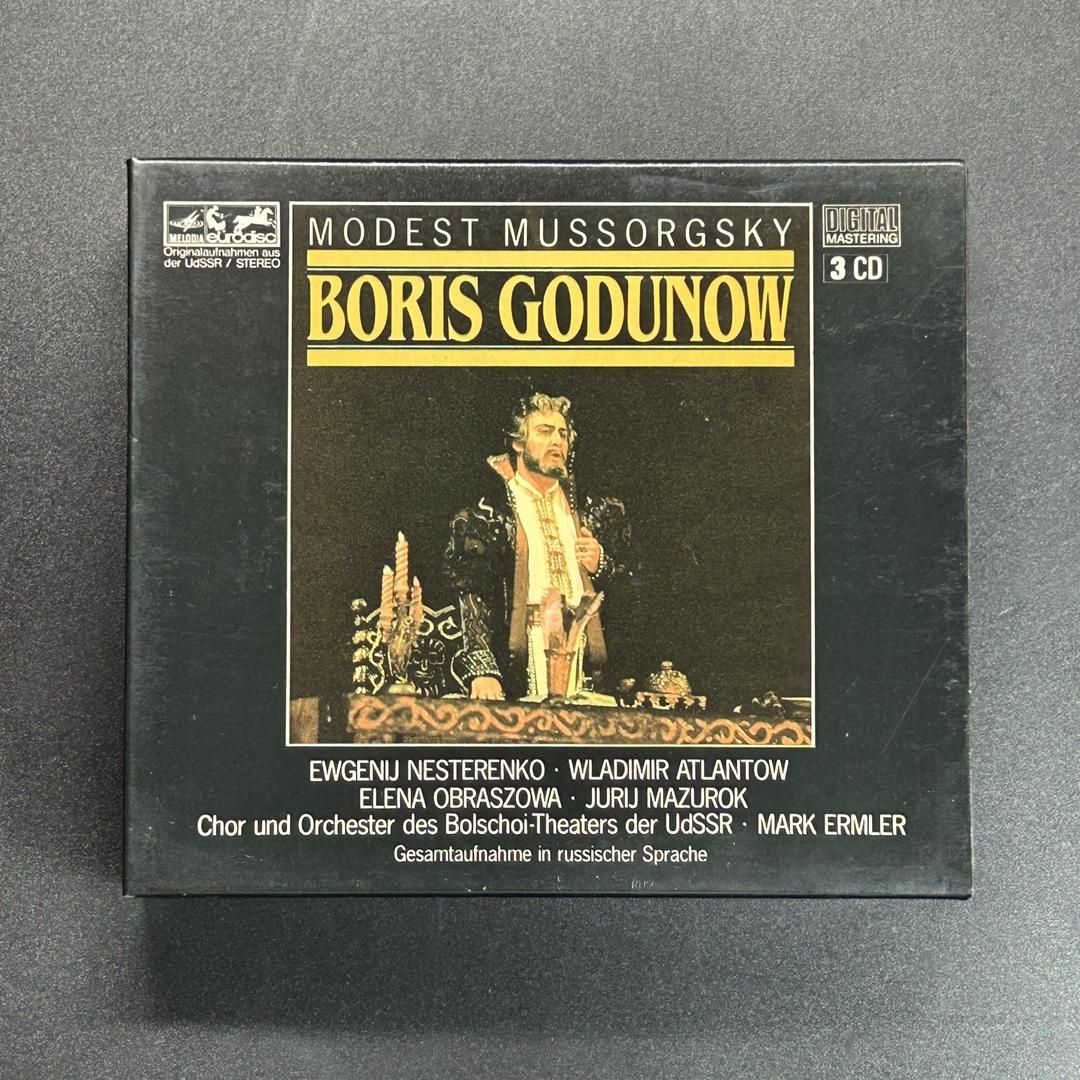 MELODIA eurodisc
Originalaufnahmen aus
der UdSSR / STEREO
MODEST MUSSORGSKY
BORIS GODUNOW
DIGITAL
MASTERING
3 CD
EWGENIJ NESTERENKO · WLADIMIR ATLANTOW
ELENA OBRASZOWA · JURIJ MAZUROK
Chor und Orchester des Bolschoi-Theaters der UdSSR · MARK ERMLER
Gesamtaufnahme in russischer Sprache